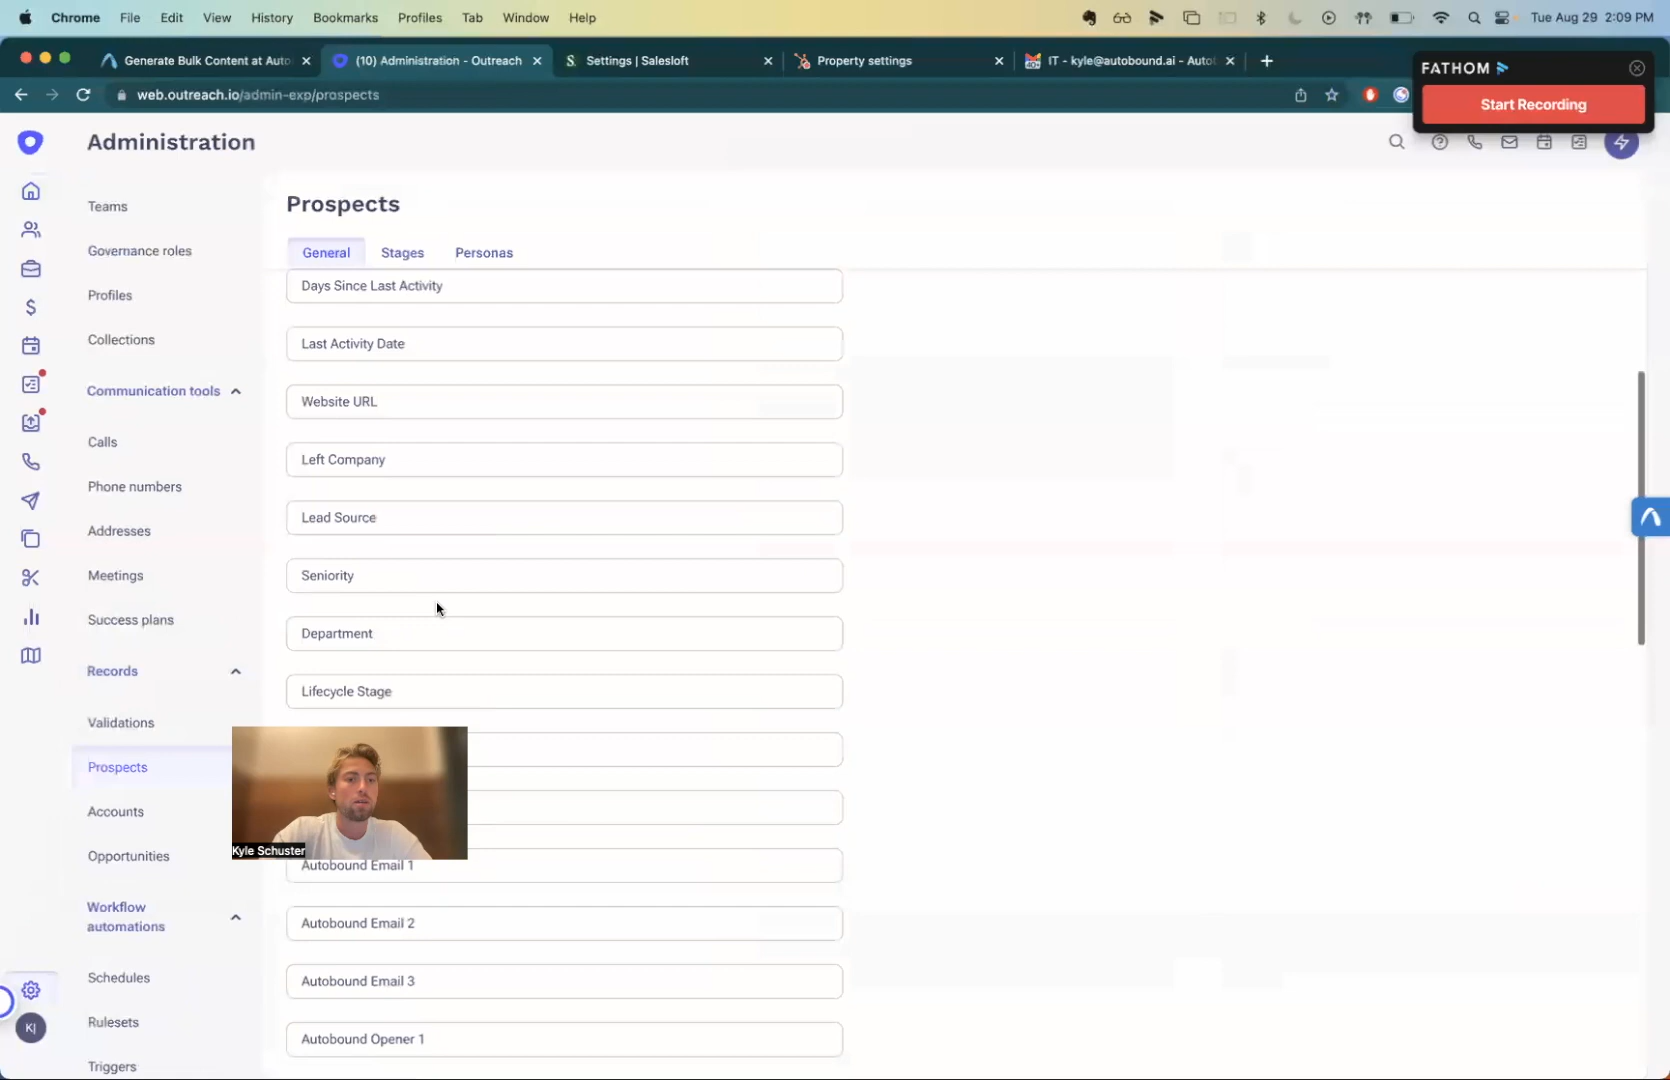 Chrome File Edit View History Bookmarks Profiles Tab Window Help Tue Aug 29 2:09 PM
Generate Bulk Content at Auto
(10) Administration - Outreach
Settings | Salesloft
Property settings
IT - kyle@autobound.ai - Auto
web.outreach.io/admin-exp/prospects
FATHOM
Start Recording
Administration
Teams
Governance roles
Profiles
Collections
Communication tools
Calls
Phone numbers
Addresses
Meetings
Success plans
Records
Validations
Prospects
Accounts
Opportunities
Workflow
automations
Schedules
Rulesets
Triggers
K|
Prospects
General Stages Personas
Days Since Last Activity
Last Activity Date
Website URL
Left Company
Lead Source
Seniority
Department
Lifecycle Stage
Kyle Schuster
Autobound Email 1
Autobound Email 2
Autobound Email 3
Autobound Opener 1